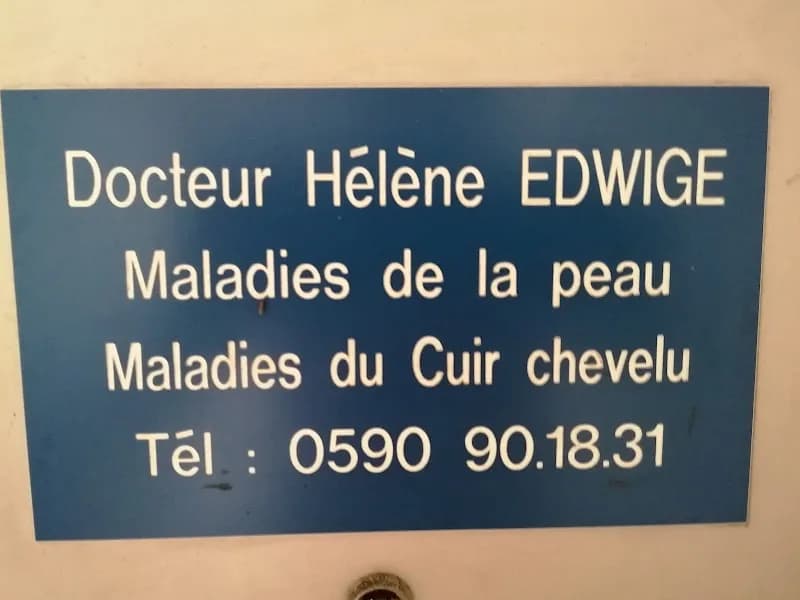 Docteur Hélène EDWIGE
Maladies de la peau
Maladies du Cuir chevelu
Tél : 0590 90.18.31